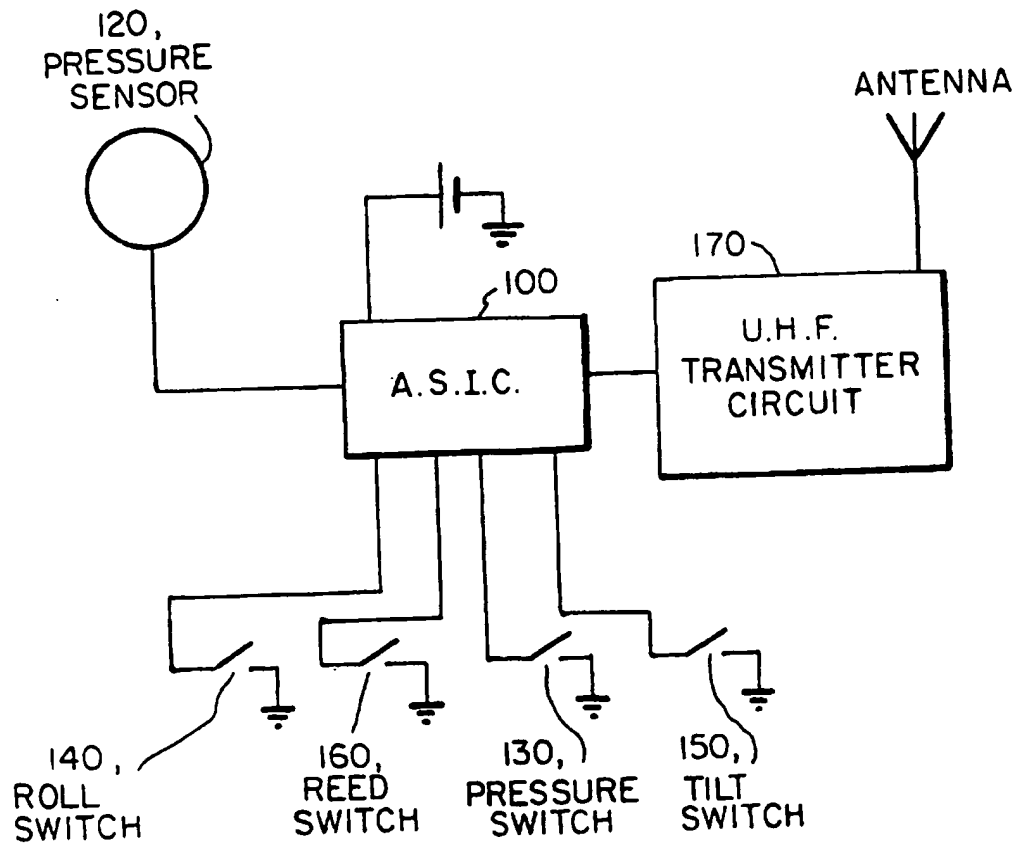 120,
PRESSURE
SENSOR
ANTENNA
170
100
U.H.F.
TRANSMITTER
CIRCUIT
A.S.I.C.
140,
ROLL
SWITCH
160,
REED
SWITCH
130,
PRESSURE
SWITCH
150,
TILT
SWITCH